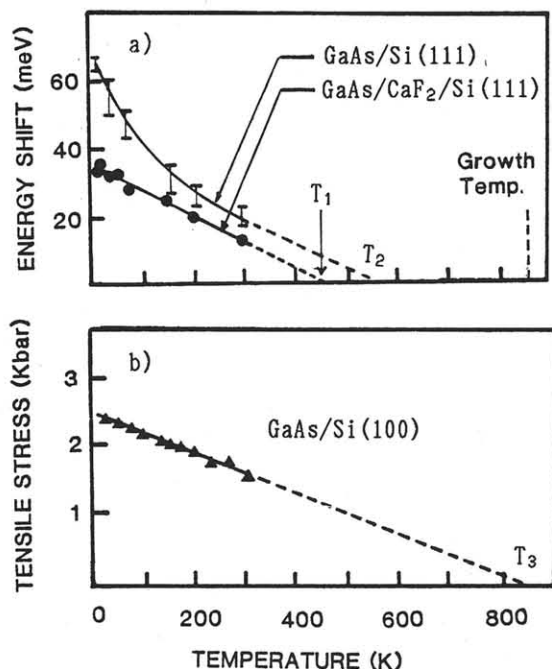 a)
GaAs/Si(111)
GaAs/CaF2/Si(111)
ENERGY SHIFT (meV)
60
40
20
Growth
Temp.
T1
T2
b)
GaAs/Si(100)
TENSILE STRESS (Kbar)
3
2
1
T3
0
200
400
600
800
TEMPERATURE (K)